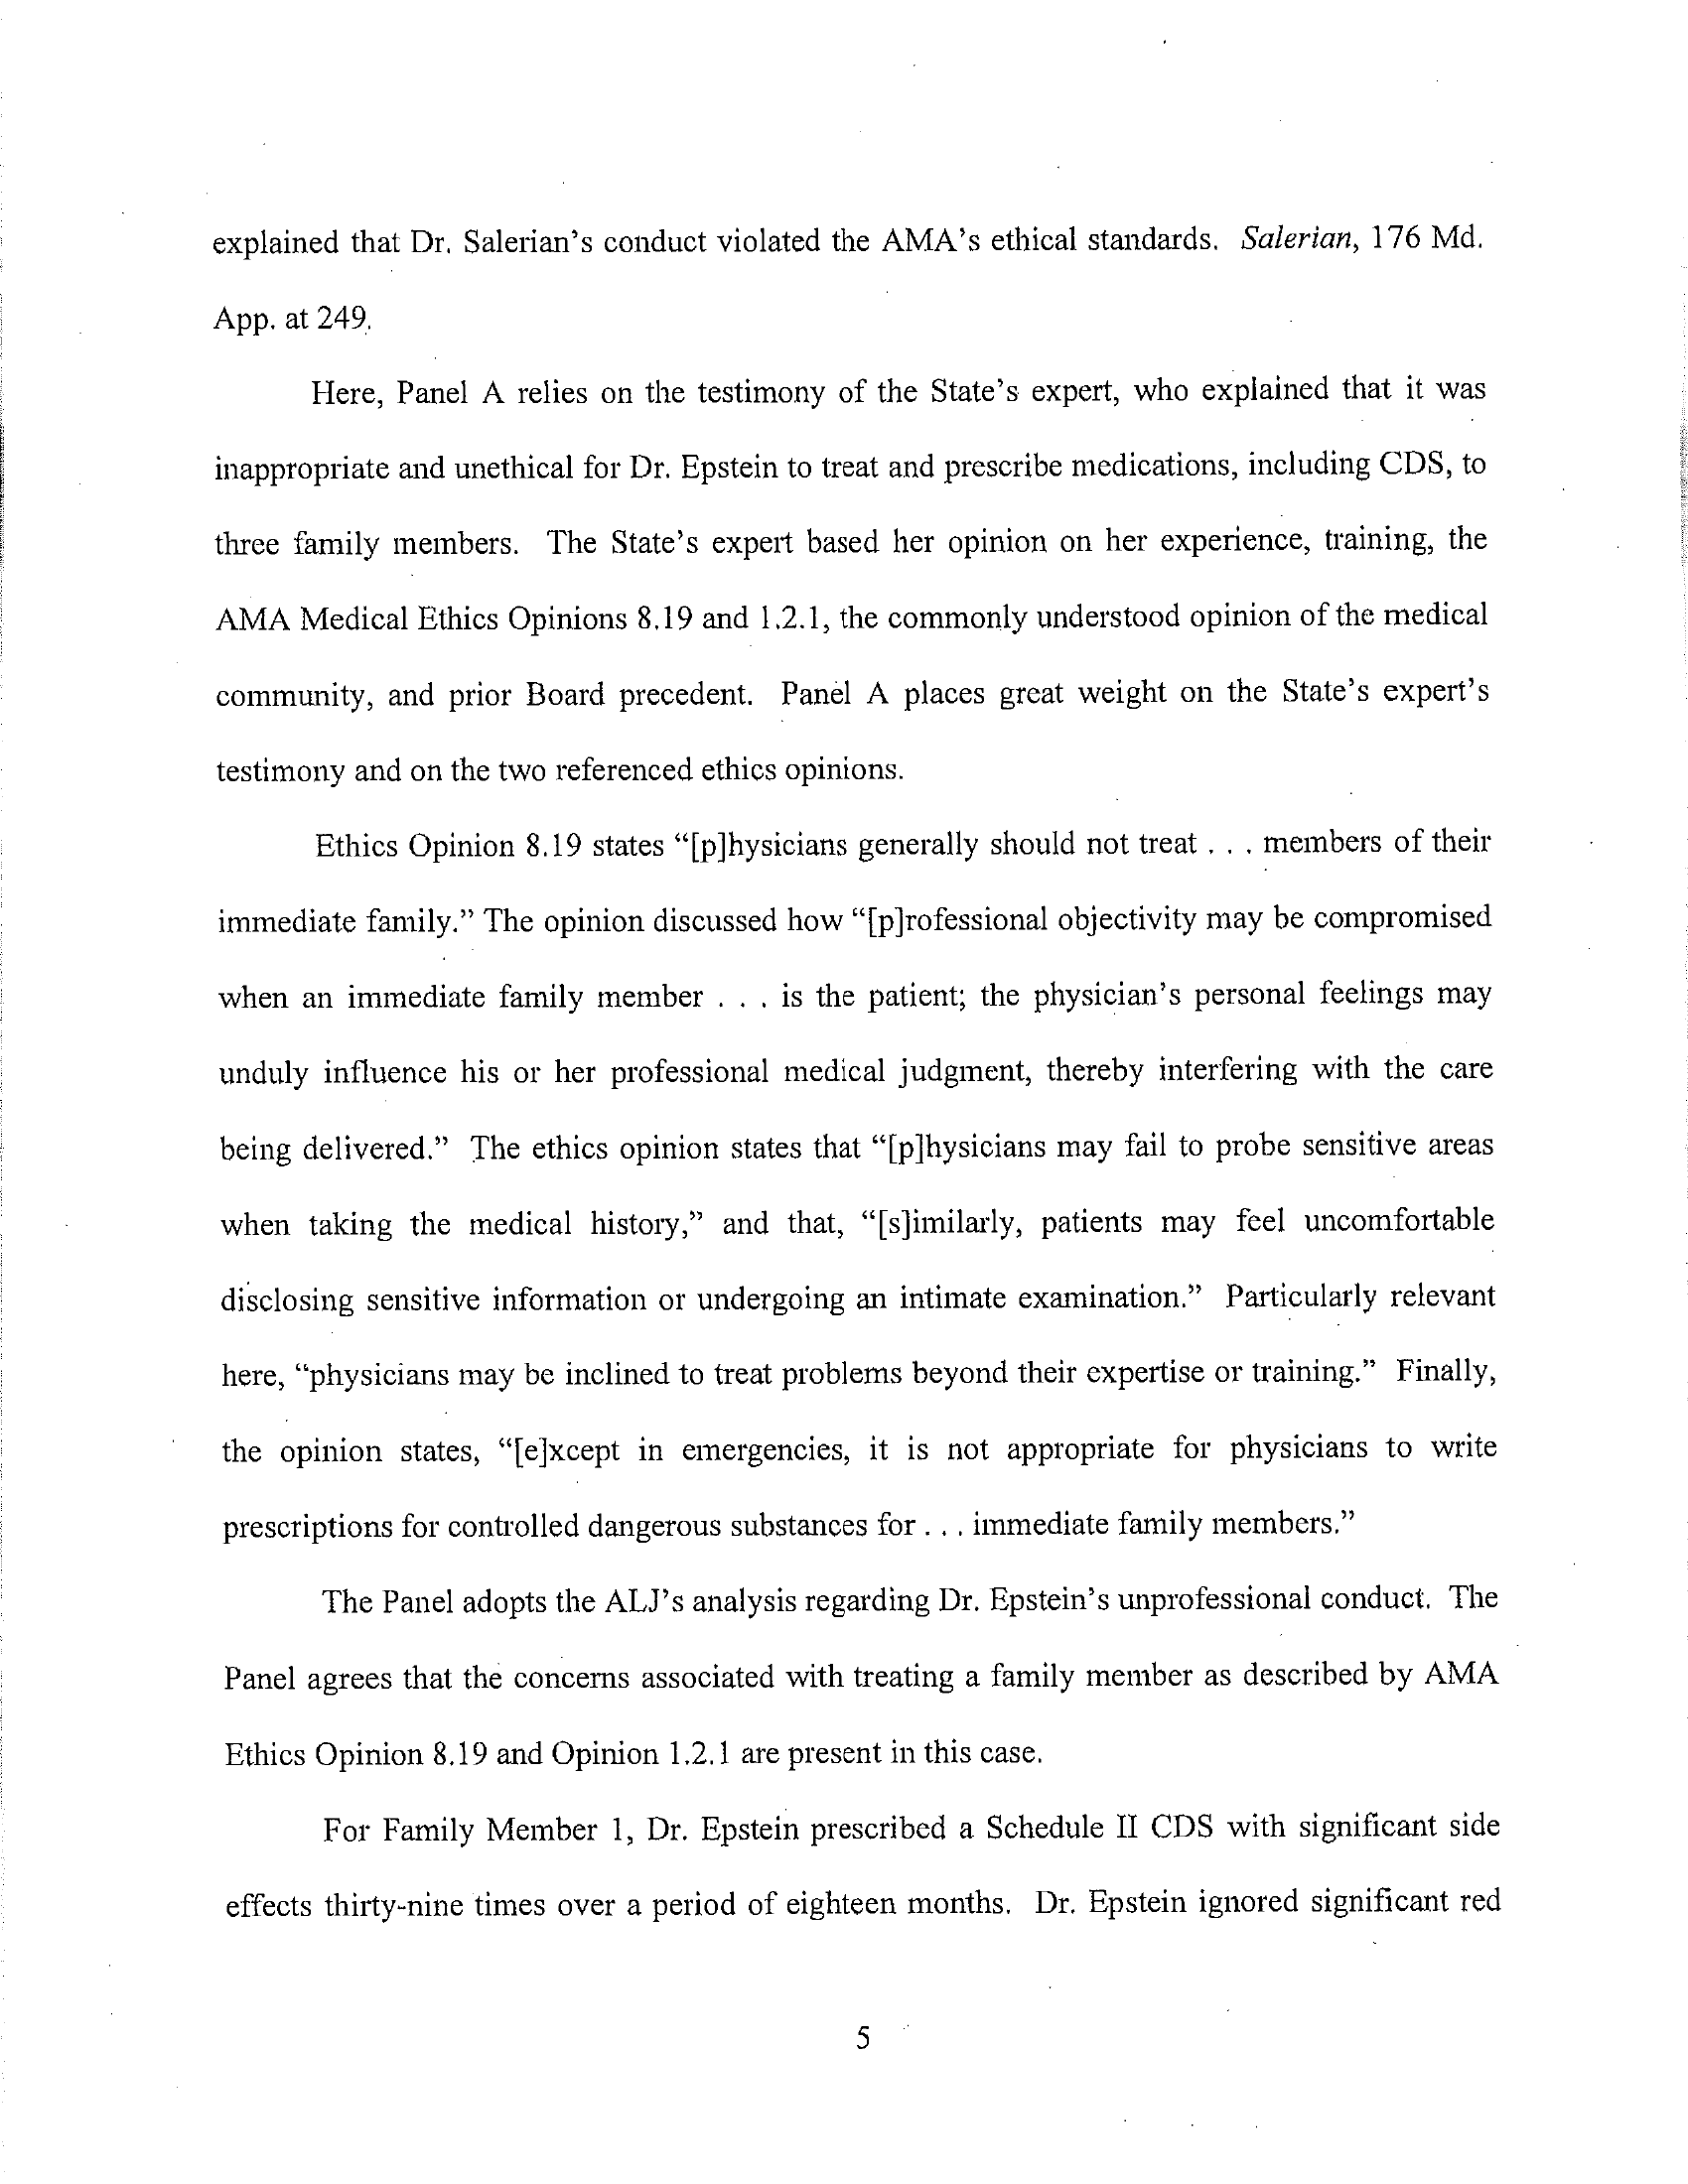 explained that Dr. Salerian’s conduct violated the AMA’s ethical standards. Salerian, 176 Md.
App. at 249.
Here, Panel A relies on the testimony of the State’s expert, who explained that it was
inappropriate and unethical for Dr. Epstein to treat and prescribe medications, including CDS, to
three family members. The State’s expert based her opinion on her experience, training, the
AMA Medical Ethics Opinions 8.19 and 1.2.1, the commonly understood opinion of the medical
community, and prior Board precedent. Panel A places great weight on the State’s expert’s
testimony and on the two referenced ethics opinions.
Ethics Opinion 8.19 states “[p]hysicians generally should not treat . . . members of their
immediate family.” The opinion discussed how “[p]rofessional objectivity may be compromised
when an immediate family member . . . is the patient; the physician’s personal feelings may
unduly influence his or her professional medical judgment, thereby interfering with the care
being delivered.” The ethics opinion states that “[p]hysicians may fail to probe sensitive areas
when taking the medical history,” and that, “[s]imilarly, patients may feel uncomfortable
disclosing sensitive information or undergoing an intimate examination.” Particularly relevant
here, “physicians may be inclined to treat problems beyond their expertise or training.” Finally,
the opinion states, “[e]xcept in emergencies, it is not appropriate for physicians to write
prescriptions for controlled dangerous substances for . . . immediate family members.”
The Panel adopts the ALJ’s analysis regarding Dr. Epstein’s unprofessional conduct. The
Panel agrees that the concerns associated with treating a family member as described by AMA
Ethics Opinion 8.19 and Opinion 1.2.1 are present in this case.
For Family Member 1, Dr. Epstein prescribed a Schedule II CDS with significant side
effects thirty-nine times over a period of eighteen months. Dr. Epstein ignored significant red
5